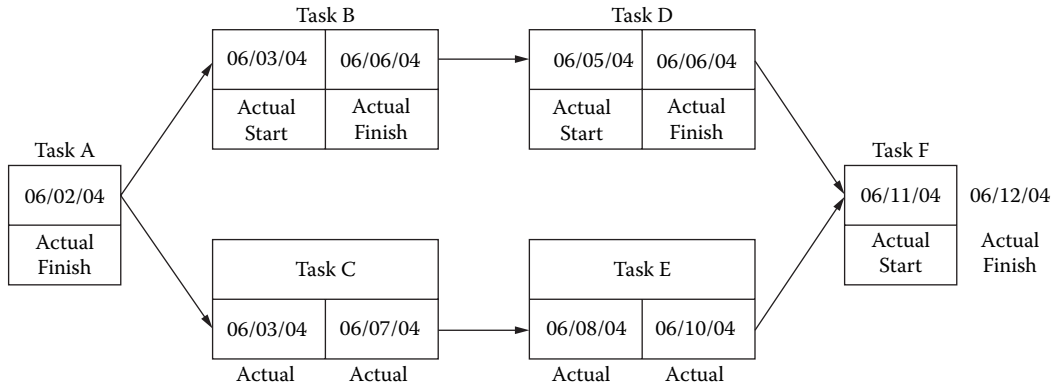 Task B
06/03/04 06/06/04
Actual Start
Actual Finish
Task D
06/05/04 06/06/04
Actual Start
Actual Finish
Task A
06/02/04
Actual Finish
Task C
06/03/04 06/07/04
Actual Actual
Task E
06/08/04 06/10/04
Actual Actual
Task F
06/11/04 06/12/04
Actual Start
Actual Finish